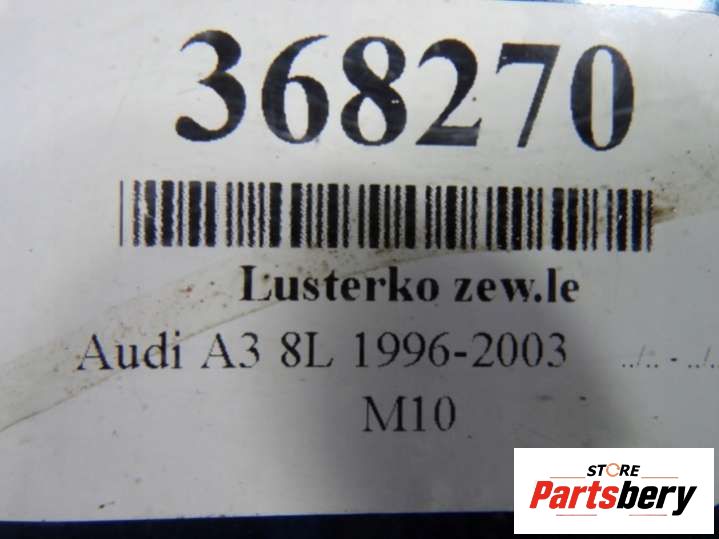 368270
Lusterko zew.le
Audi A3 8L 1996-2003 ../.. - ../..
M10
STORE
Partsbery